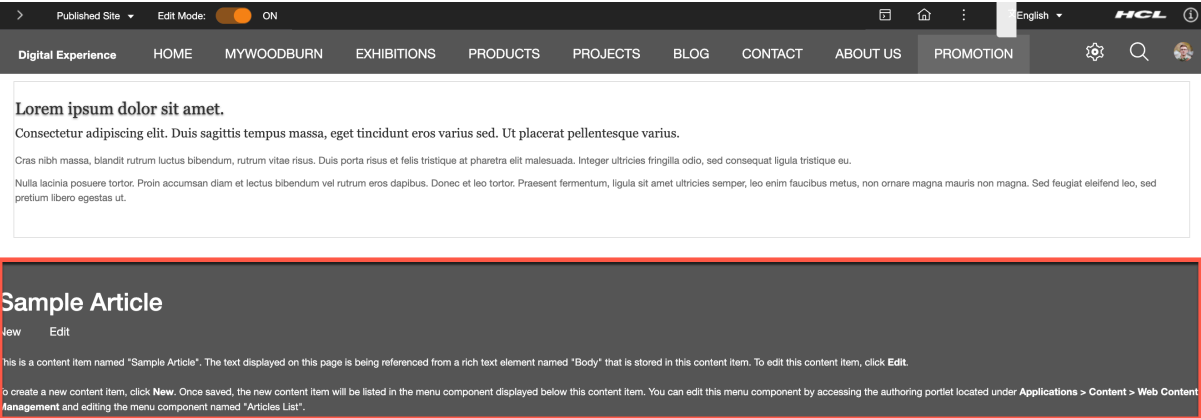 Published Site Edit Mode: ON English HCL
Digital Experience HOME MYWOODBURN EXHIBITIONS PRODUCTS PROJECTS BLOG CONTACT ABOUT US PROMOTION
Lorem ipsum dolor sit amet.
Consectetur adipiscing elit. Duis sagittis tempus massa, eget tincidunt eros varius sed. Ut placerat pellentesque varius.
Cras nibh massa, blandit rutrum luctus bibendum, rutrum vitae risus. Duis porta risus et felis tristique at pharetra elit malesuada. Integer ultricies fringilla odio, sed consequat ligula tristique eu.
Nulla lacinia posuere tortor. Proin accumsan diam et lectus bibendum vel rutrum eros dapibus. Donec et leo tortor. Praesent fermentum, ligula sit amet ultricies semper, leo enim faucibus metus, non ornare magna mauris non magna. Sed feugiat eleifend leo, sed
pretium libero egestas ut.
Sample Article
New Edit
This is a content item named "Sample Article". The text displayed on this page is being referenced from a rich text element named "Body" that is stored in this content item. To edit this content item, click Edit.
To create a new content item, click New. Once saved, the new content item will be listed in the menu component displayed below this content item. You can edit this menu component by accessing the authoring portlet located under Applications > Content > Web Content
Management and editing the menu component named "Articles List".